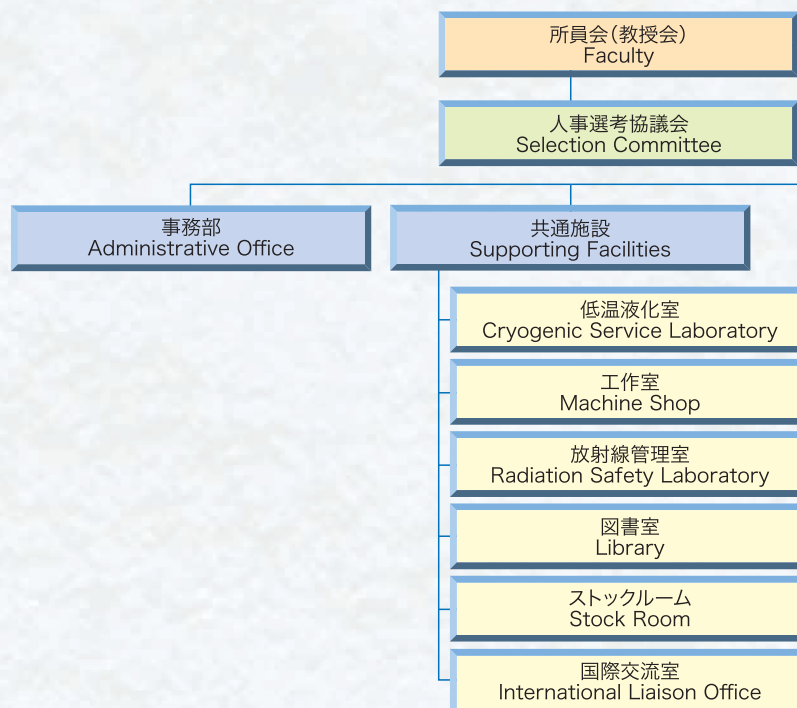 所員会(教授会)
Faculty
人事選考協議会
Selection Committee
事務部
Administrative Office
共通施設
Supporting Facilities
低温液化室
Cryogenic Service Laboratory
工作室
Machine Shop
放射線管理室
Radiation Safety Laboratory
図書室
Library
ストックルーム
Stock Room
国際交流室
International Liaison Office